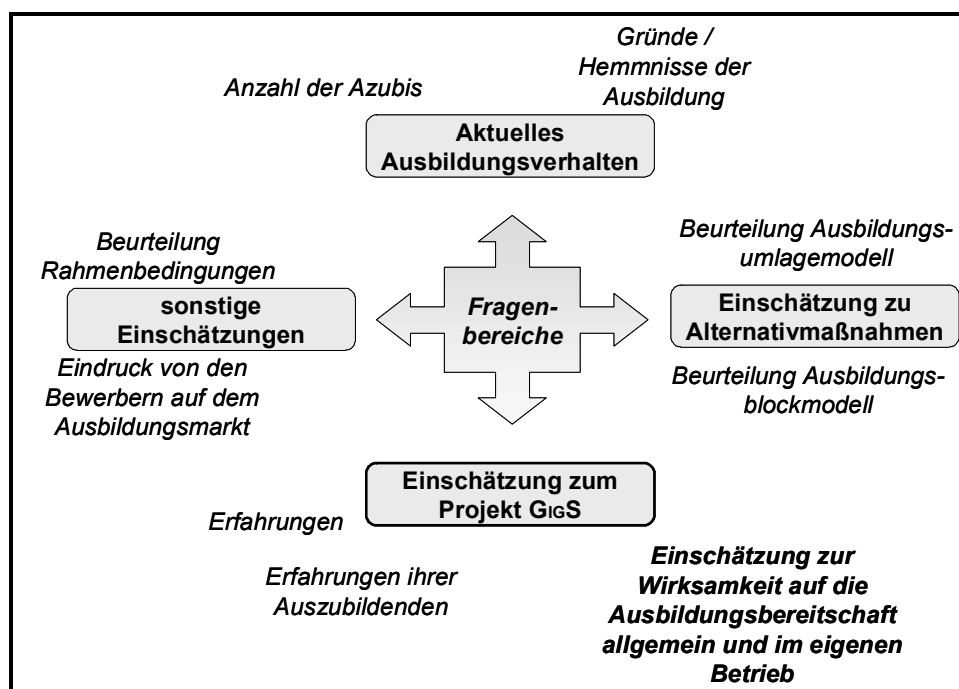 Gründe /
Hemmnisse der
Ausbildung
Anzahl der Azubis
Aktuelles
Ausbildungsverhalten
Beurteilung
Rahmenbedingungen
sonstige
Einschätzungen
Eindruck von den
Bewerbern auf dem
Ausbildungsmarkt
Fragen-
bereiche
Beurteilung Ausbildungs-
umlagemodell
Einschätzung zu
Alternativmaßnahmen
Beurteilung Ausbildungs-
blockmodell
Einschätzung zum
Projekt GIGS
Erfahrungen
Erfahrungen ihrer
Auszubildenden
Einschätzung zur
Wirksamkeit auf die
Ausbildungsbereitschaft
allgemein und im eigenen
Betrieb